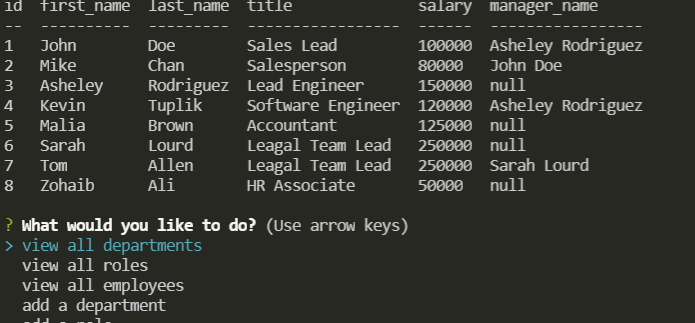 id  first_name  last_name  title              salary  manager_name
--  ----------  ---------  -----------------  ------  -----------------
1   John        Doe        Sales Lead         100000  Asheley Rodriguez
2   Mike        Chan       Salesperson        80000   John Doe
3   Asheley     Rodriguez  Lead Engineer      150000  null
4   Kevin       Tuplik     Software Engineer  120000  Asheley Rodriguez
5   Malia       Brown      Accountant         125000  null
6   Sarah       Lourd      Leagal Team Lead   250000  null
7   Tom         Allen      Leagal Team Lead   250000  Sarah Lourd
8   Zohaib      Ali        HR Associate       50000   null
? What would you like to do? (Use arrow keys)
> view all departments
view all roles
view all employees
add a department
add a role